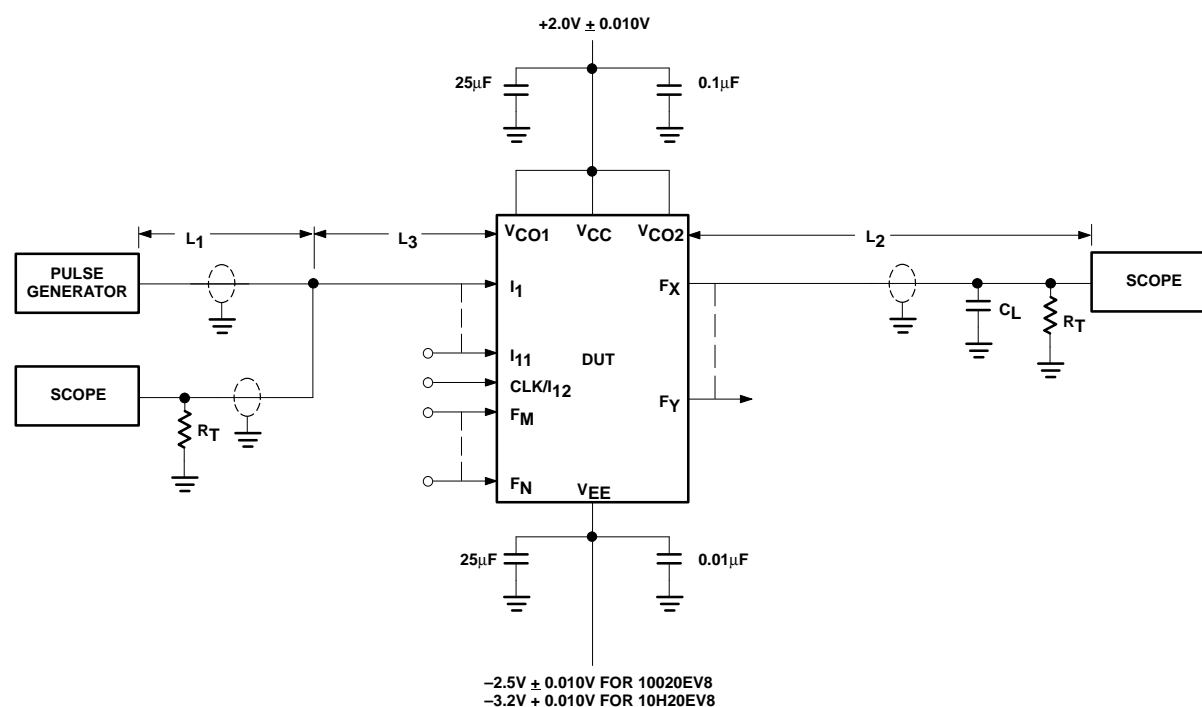 +2.0V ± 0.010V
25µF
0.1µF
L1
L3
VCO1 VCC VCO2
L2
PULSE
GENERATOR
I1
FX
SCOPE
CL
RT
I11
DUT
SCOPE
CLK/I12
FY
FM
RT
FN
VEE
25µF
0.01µF
–2.5V ± 0.010V FOR 10020EV8
–3.2V + 0.010V FOR 10H20EV8